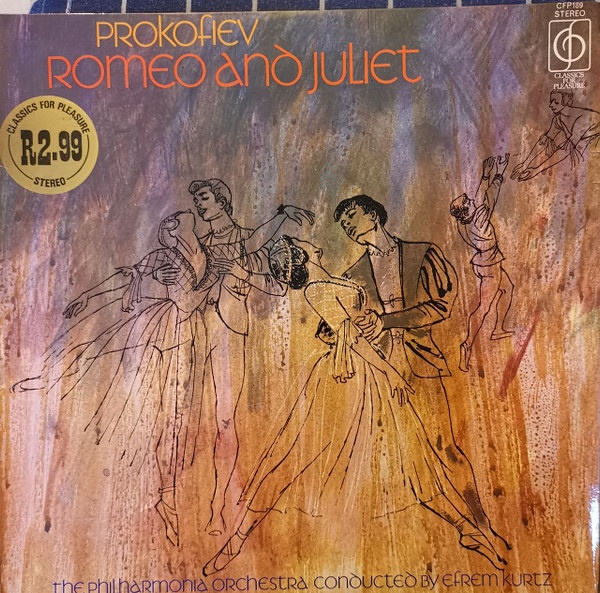 PROKOFIEV
ROMEO and JULIET
CFP189
STEREO
CLASSICS
FOR
PLEASURE
CLASSICS FOR PLEASURE
R2.99
STEREO
the philharmonia orchestra conducted by efrem kurtz